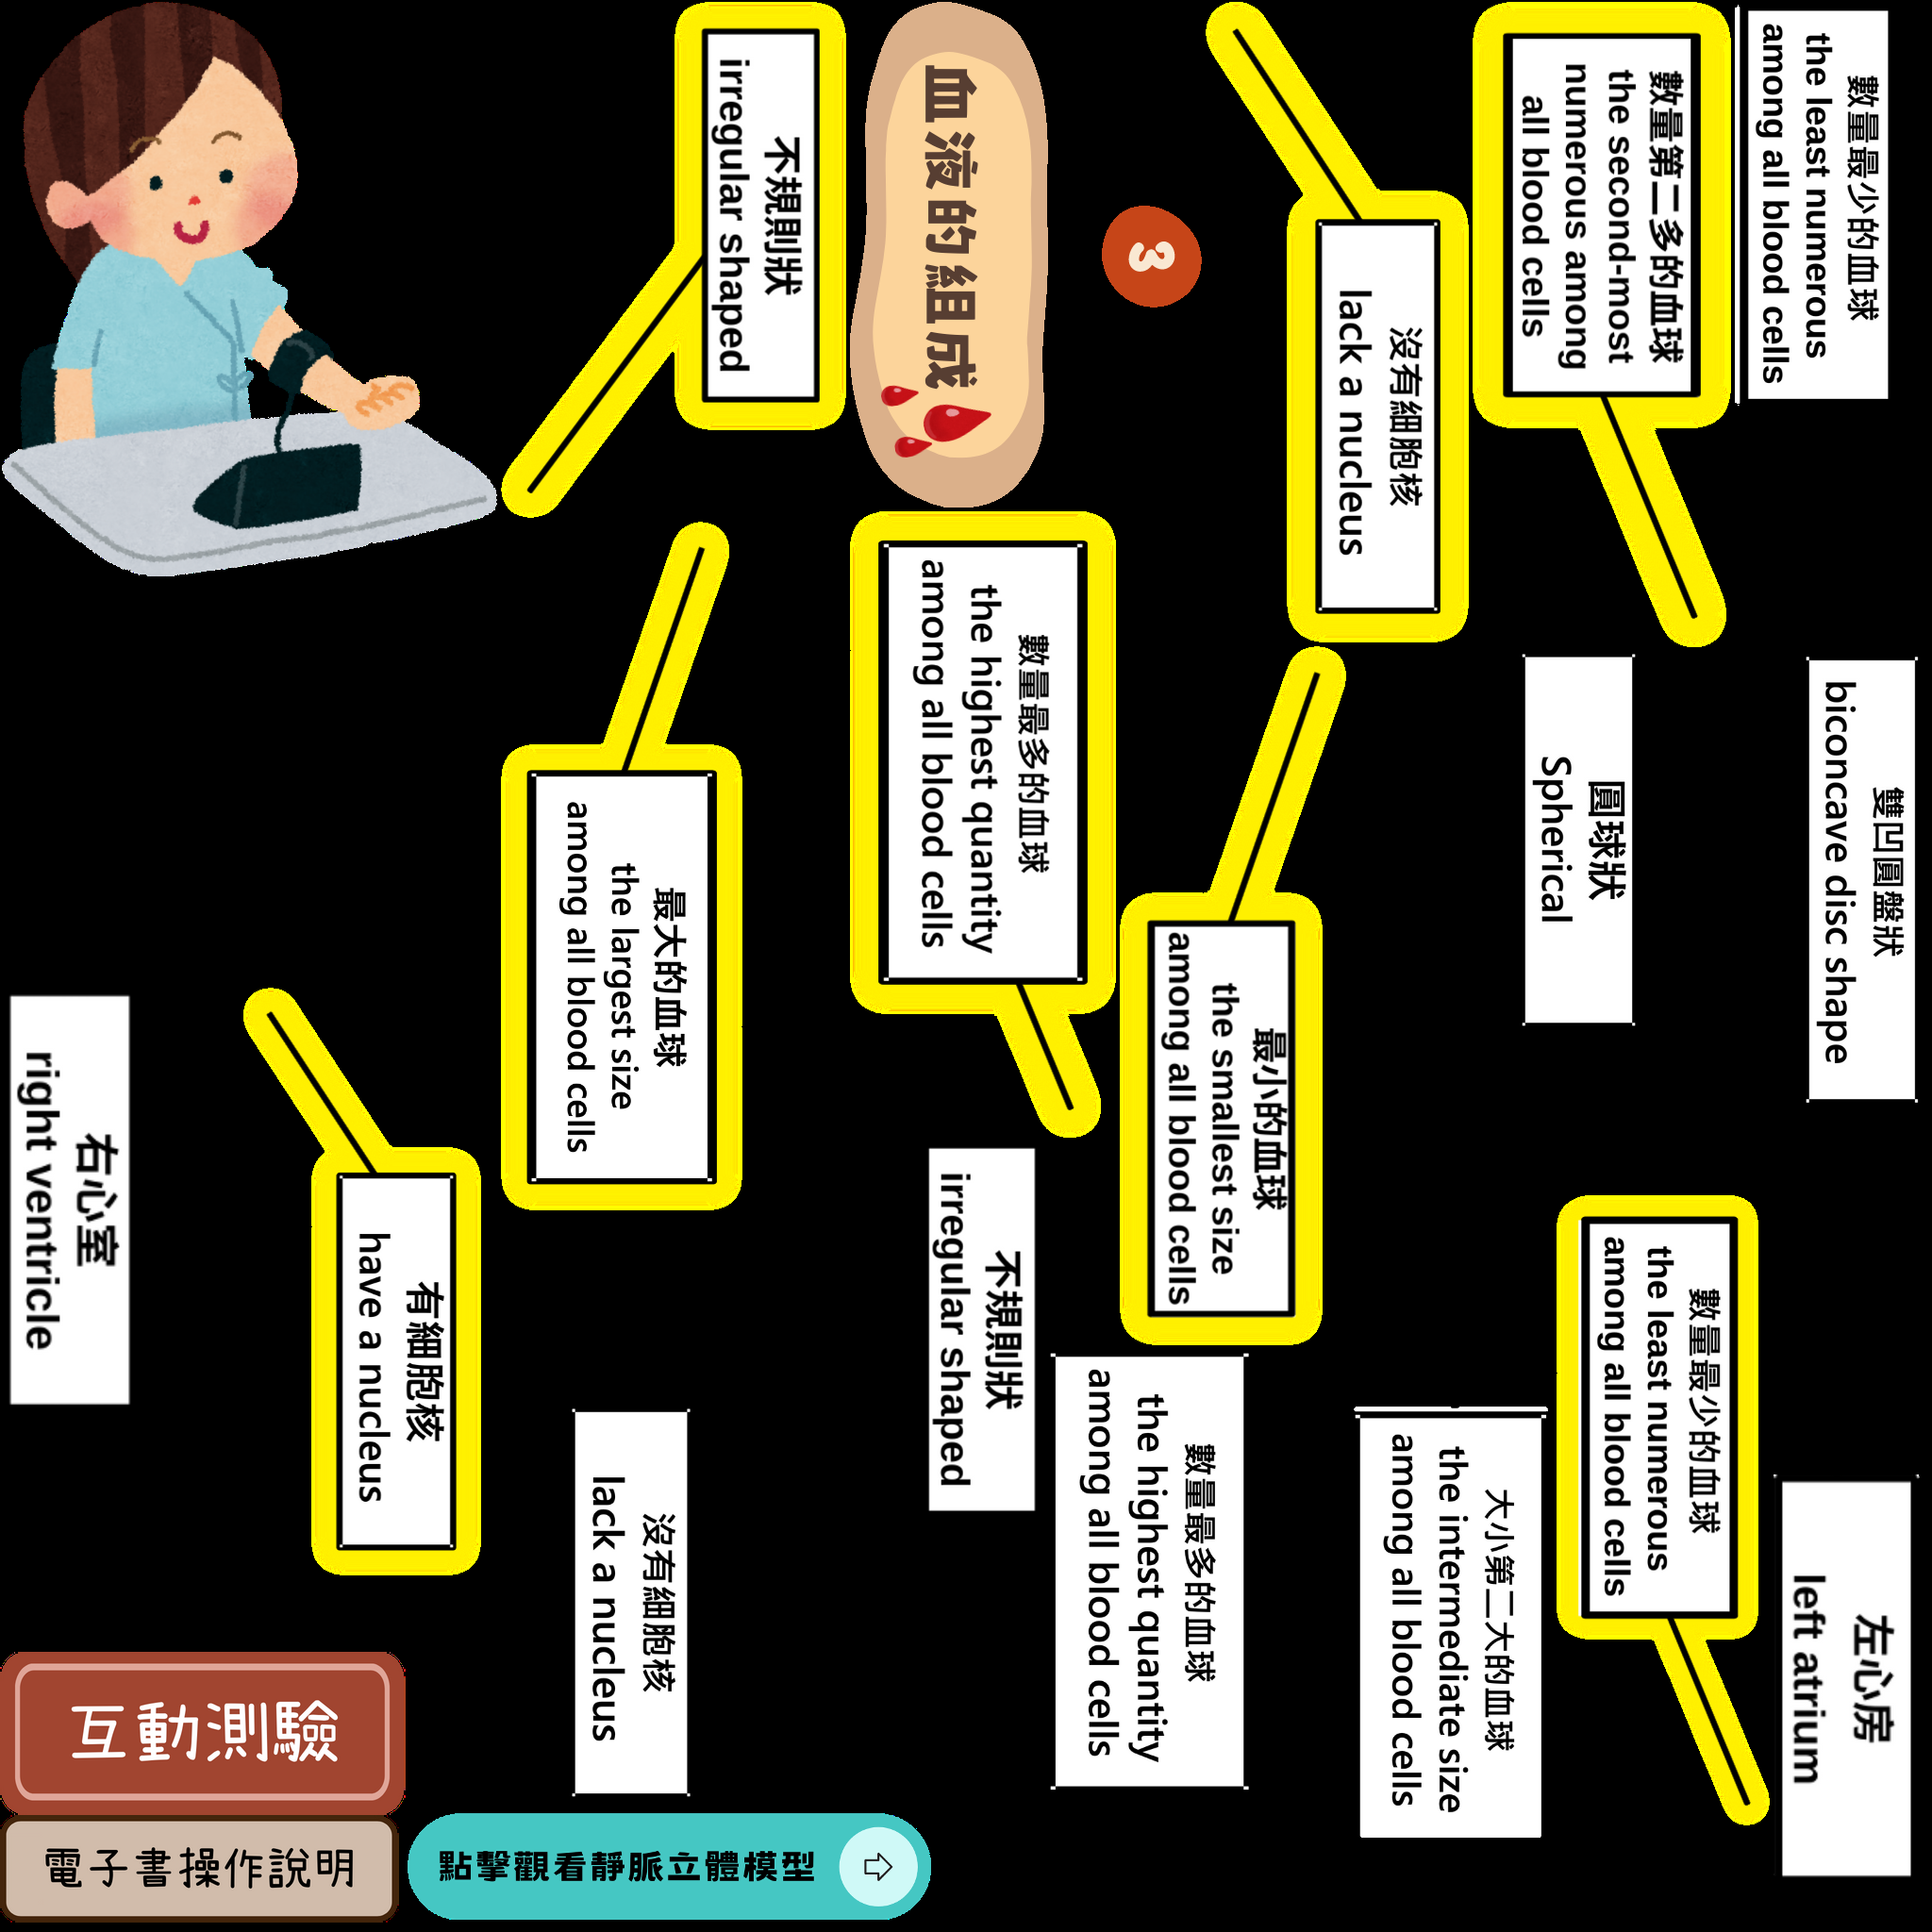 不規則狀
irregular shaped
血液的組成
3
沒有細胞核
lack a nucleus
數量第二多的血球
the second-most
numerous among
all blood cells
數量最少的血球
the least numerous
among all blood cells
最大的血球
the largest size
among all blood cells
數量最多的血球
the highest quantity
among all blood cells
最小的血球
the smallest size
among all blood cells
圓球狀
Spherical
雙凹圓盤狀
biconcave disc shape
右心室
right ventricle
有細胞核
have a nucleus
不規則狀
irregular shaped
數量最少的血球
the least numerous
among all blood cells
沒有細胞核
lack a nucleus
數量最多的血球
the highest quantity
among all blood cells
大小第二大的血球
the intermediate size
among all blood cells
左心房
left atrium
互動測驗
電子書操作說明
點擊觀看靜脈立體模型